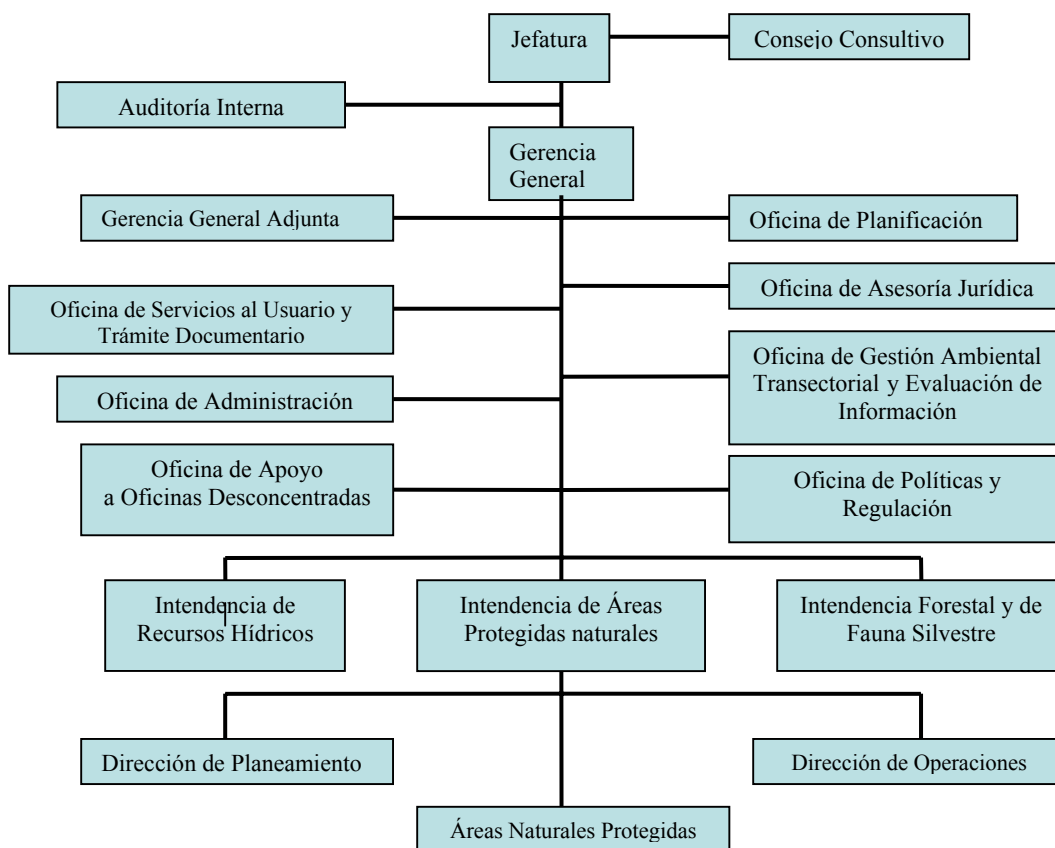 Jefatura
Consejo Consultivo
Auditoría Interna
Gerencia
General
Gerencia General Adjunta
Oficina de Planificación
Oficina de Servicios al Usuario y
Trámite Documentario
Oficina de Asesoría Jurídica
Oficina de Gestión Ambiental
Transectorial y Evaluación de
Información
Oficina de Administración
Oficina de Apoyo
a Oficinas Desconcentradas
Oficina de Políticas y
Regulación
Intendencia de
Recursos Hídricos
Intendencia de Áreas
Protegidas naturales
Intendencia Forestal y de
Fauna Silvestre
Dirección de Planeamiento
Dirección de Operaciones
Áreas Naturales Protegidas